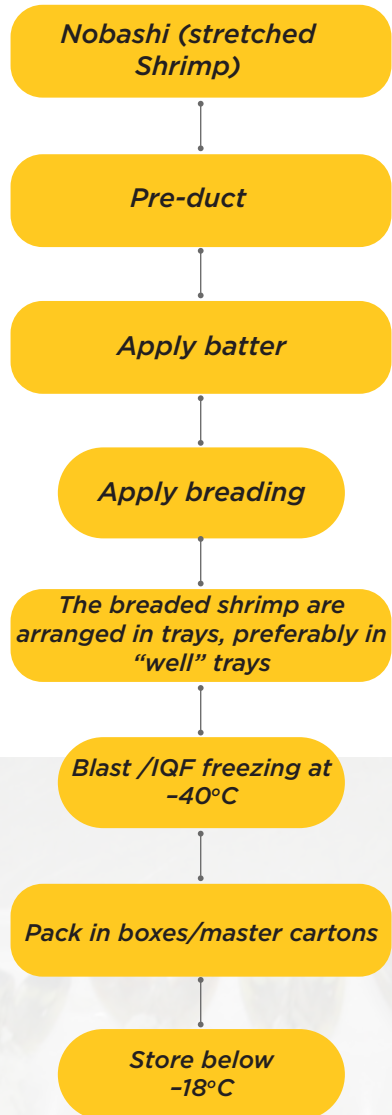 Nobashi (stretched
Shrimp)
Pre-duct
Apply batter
Apply breading
The breaded shrimp are
arranged in trays, preferably in
“well” trays
Blast /IQF freezing at
–40°C
Pack in boxes/master cartons
Store below
–18°C